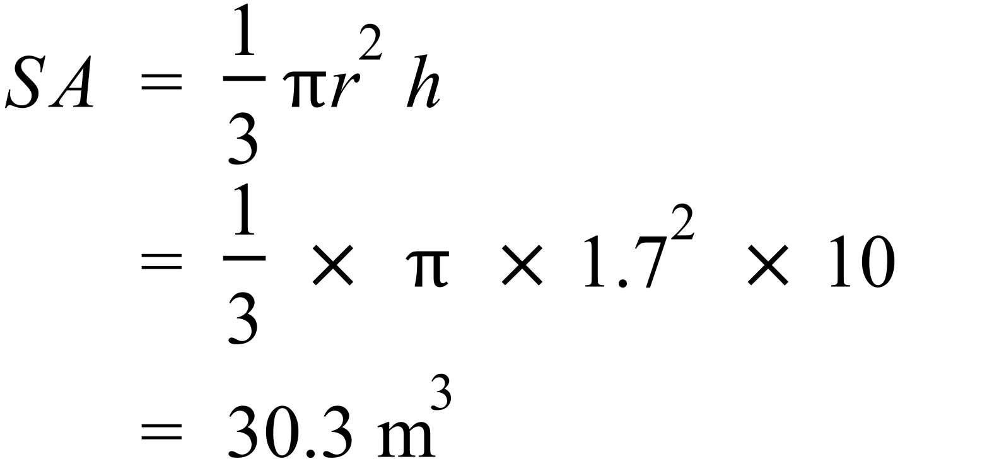 SA = 1/3 πr² h
= 1/3 × π × 1.7² × 10
= 30.3 m³